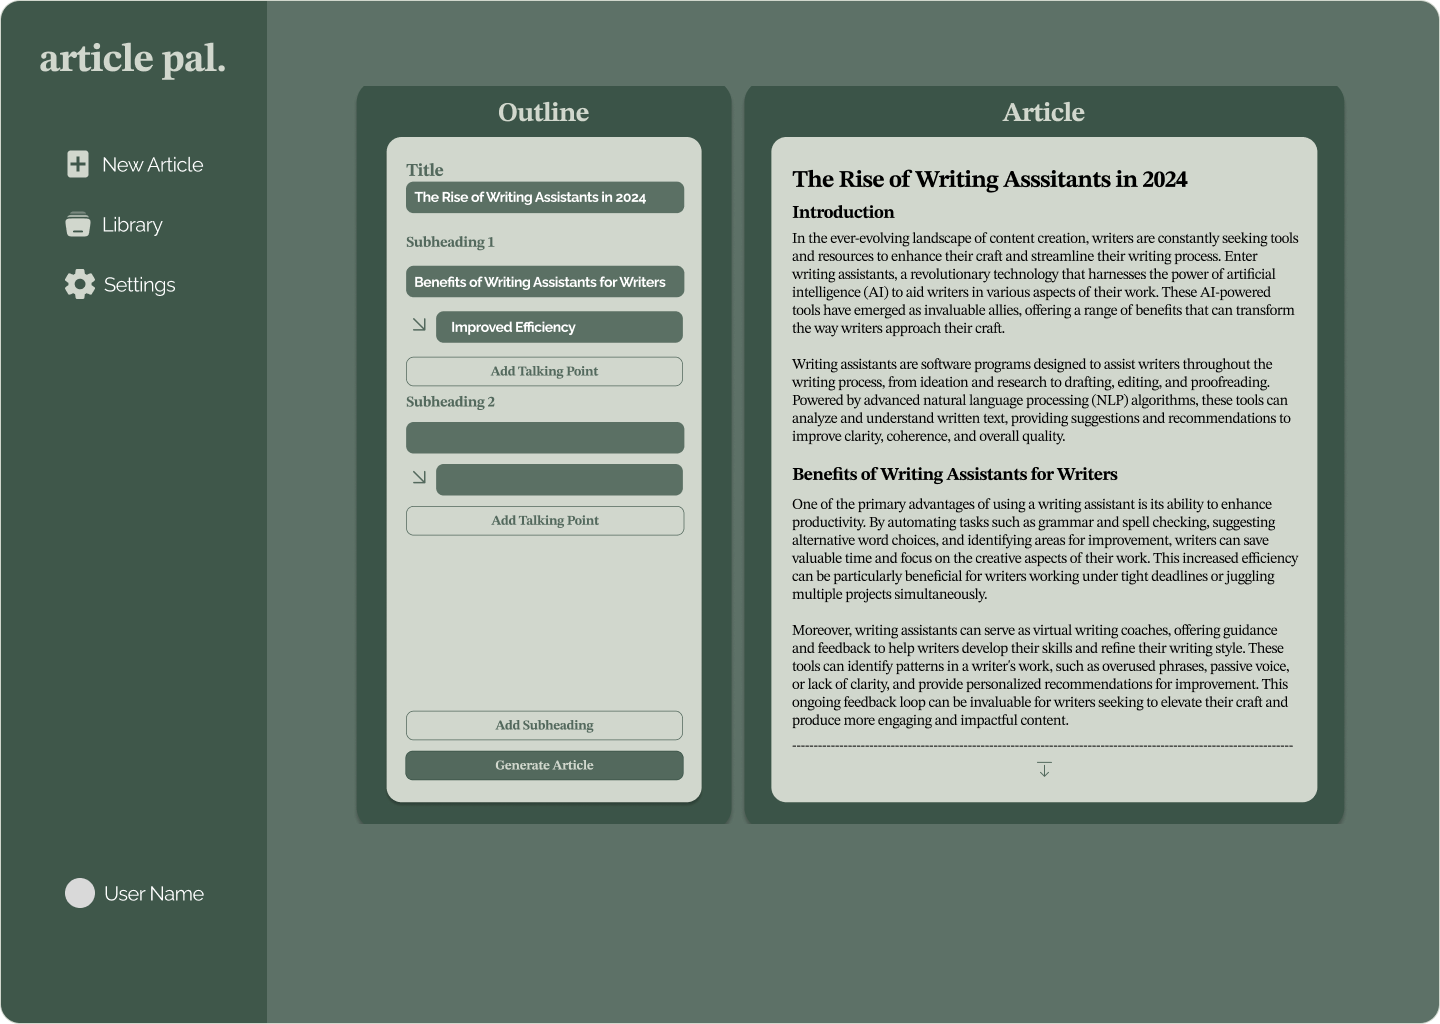 article pal.
New Article
Library
Settings
User Name
Outline
Title
The Rise of Writing Assistants in 2024
Subheading 1
Benefits of Writing Assistants for Writers
Improved Efficiency
Add Talking Point
Subheading 2
Add Talking Point
Add Subheading
Generate Article
Article
The Rise of Writing Asssitants in 2024
Introduction
In the ever-evolving landscape of content creation, writers are constantly seeking tools
and resources to enhance their craft and streamline their writing process. Enter
writing assistants, a revolutionary technology that harnesses the power of artificial
intelligence (AI) to aid writers in various aspects of their work. These AI-powered
tools have emerged as invaluable allies, offering a range of benefits that can transform
the way writers approach their craft.
Writing assistants are software programs designed to assist writers throughout the
writing process, from ideation and research to drafting, editing, and proofreading.
Powered by advanced natural language processing (NLP) algorithms, these tools can
analyze and understand written text, providing suggestions and recommendations to
improve clarity, coherence, and overall quality.
Benefits of Writing Assistants for Writers
One of the primary advantages of using a writing assistant is its ability to enhance
productivity. By automating tasks such as grammar and spell checking, suggesting
alternative word choices, and identifying areas for improvement, writers can save
valuable time and focus on the creative aspects of their work. This increased efficiency
can be particularly beneficial for writers working under tight deadlines or juggling
multiple projects simultaneously.
Moreover, writing assistants can serve as virtual writing coaches, offering guidance
and feedback to help writers develop their skills and refine their writing style. These
tools can identify patterns in a writer's work, such as overused phrases, passive voice,
or lack of clarity, and provide personalized recommendations for improvement. This
ongoing feedback loop can be invaluable for writers seeking to elevate their craft and
produce more engaging and impactful content.